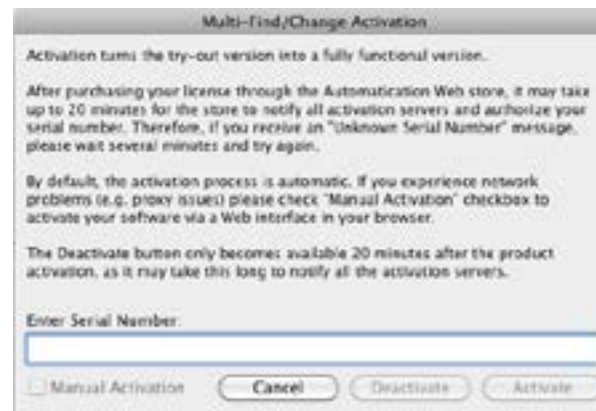 Multi-Find/Change Activation
Activation turns the try-out version into a fully functional version.
After purchasing your license through the Automatication Web store, it may take
up to 20 minutes for the store to notify all activation servers and authorize your
serial number. Therefore, if you receive an "Unknown Serial Number" message,
please wait several minutes and try again.
By default, the activation process is automatic. If you experience network
problems (e.g. proxy issues) please check "Manual Activation" checkbox to
activate your software via a Web interface in your browser.
The Deactivate button only becomes available 20 minutes after the product
activation, as it may take this long to notify all the activation servers.
Enter Serial Number:
Manual Activation Cancel Deactivate Activate